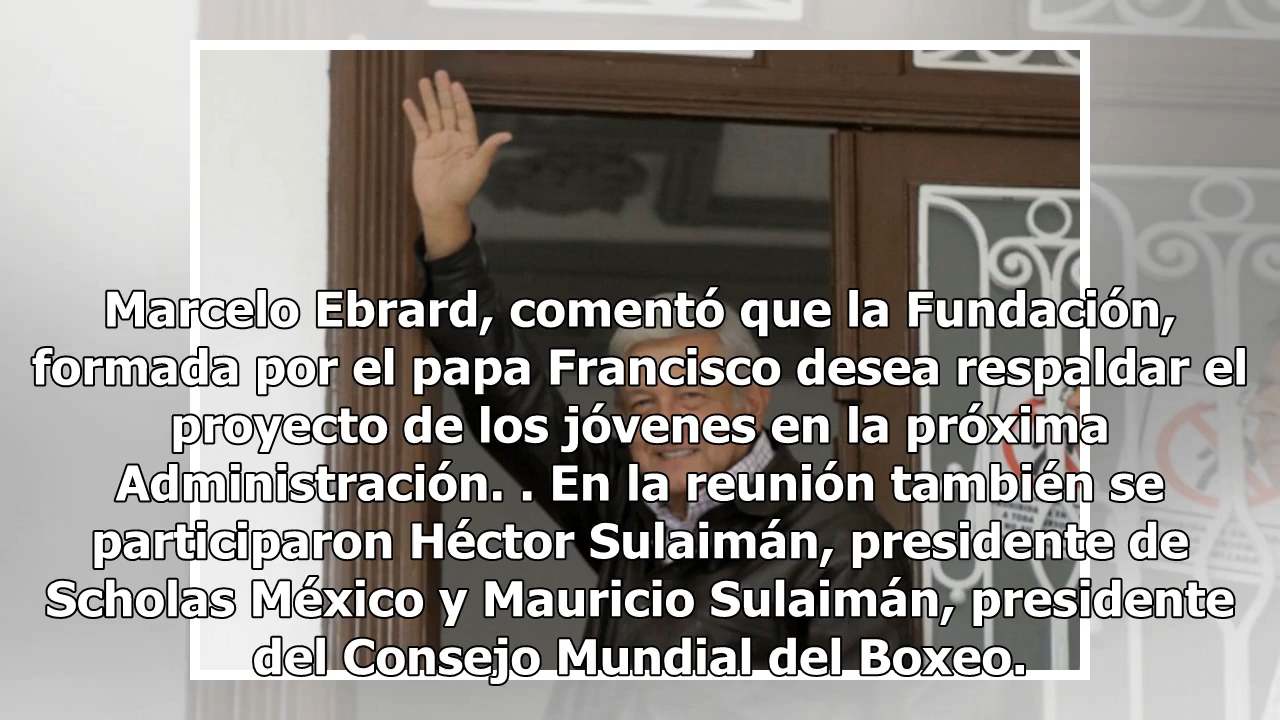 Marcelo Ebrard, comentó que la Fundación,
formada por el papa Francisco desea respaldar el
proyecto de los jóvenes en la próxima
Administración. . En la reunión también se
participaron Héctor Sulaimán, presidente de
Scholas México y Mauricio Sulaimán, presidente
del Consejo Mundial del Boxeo.